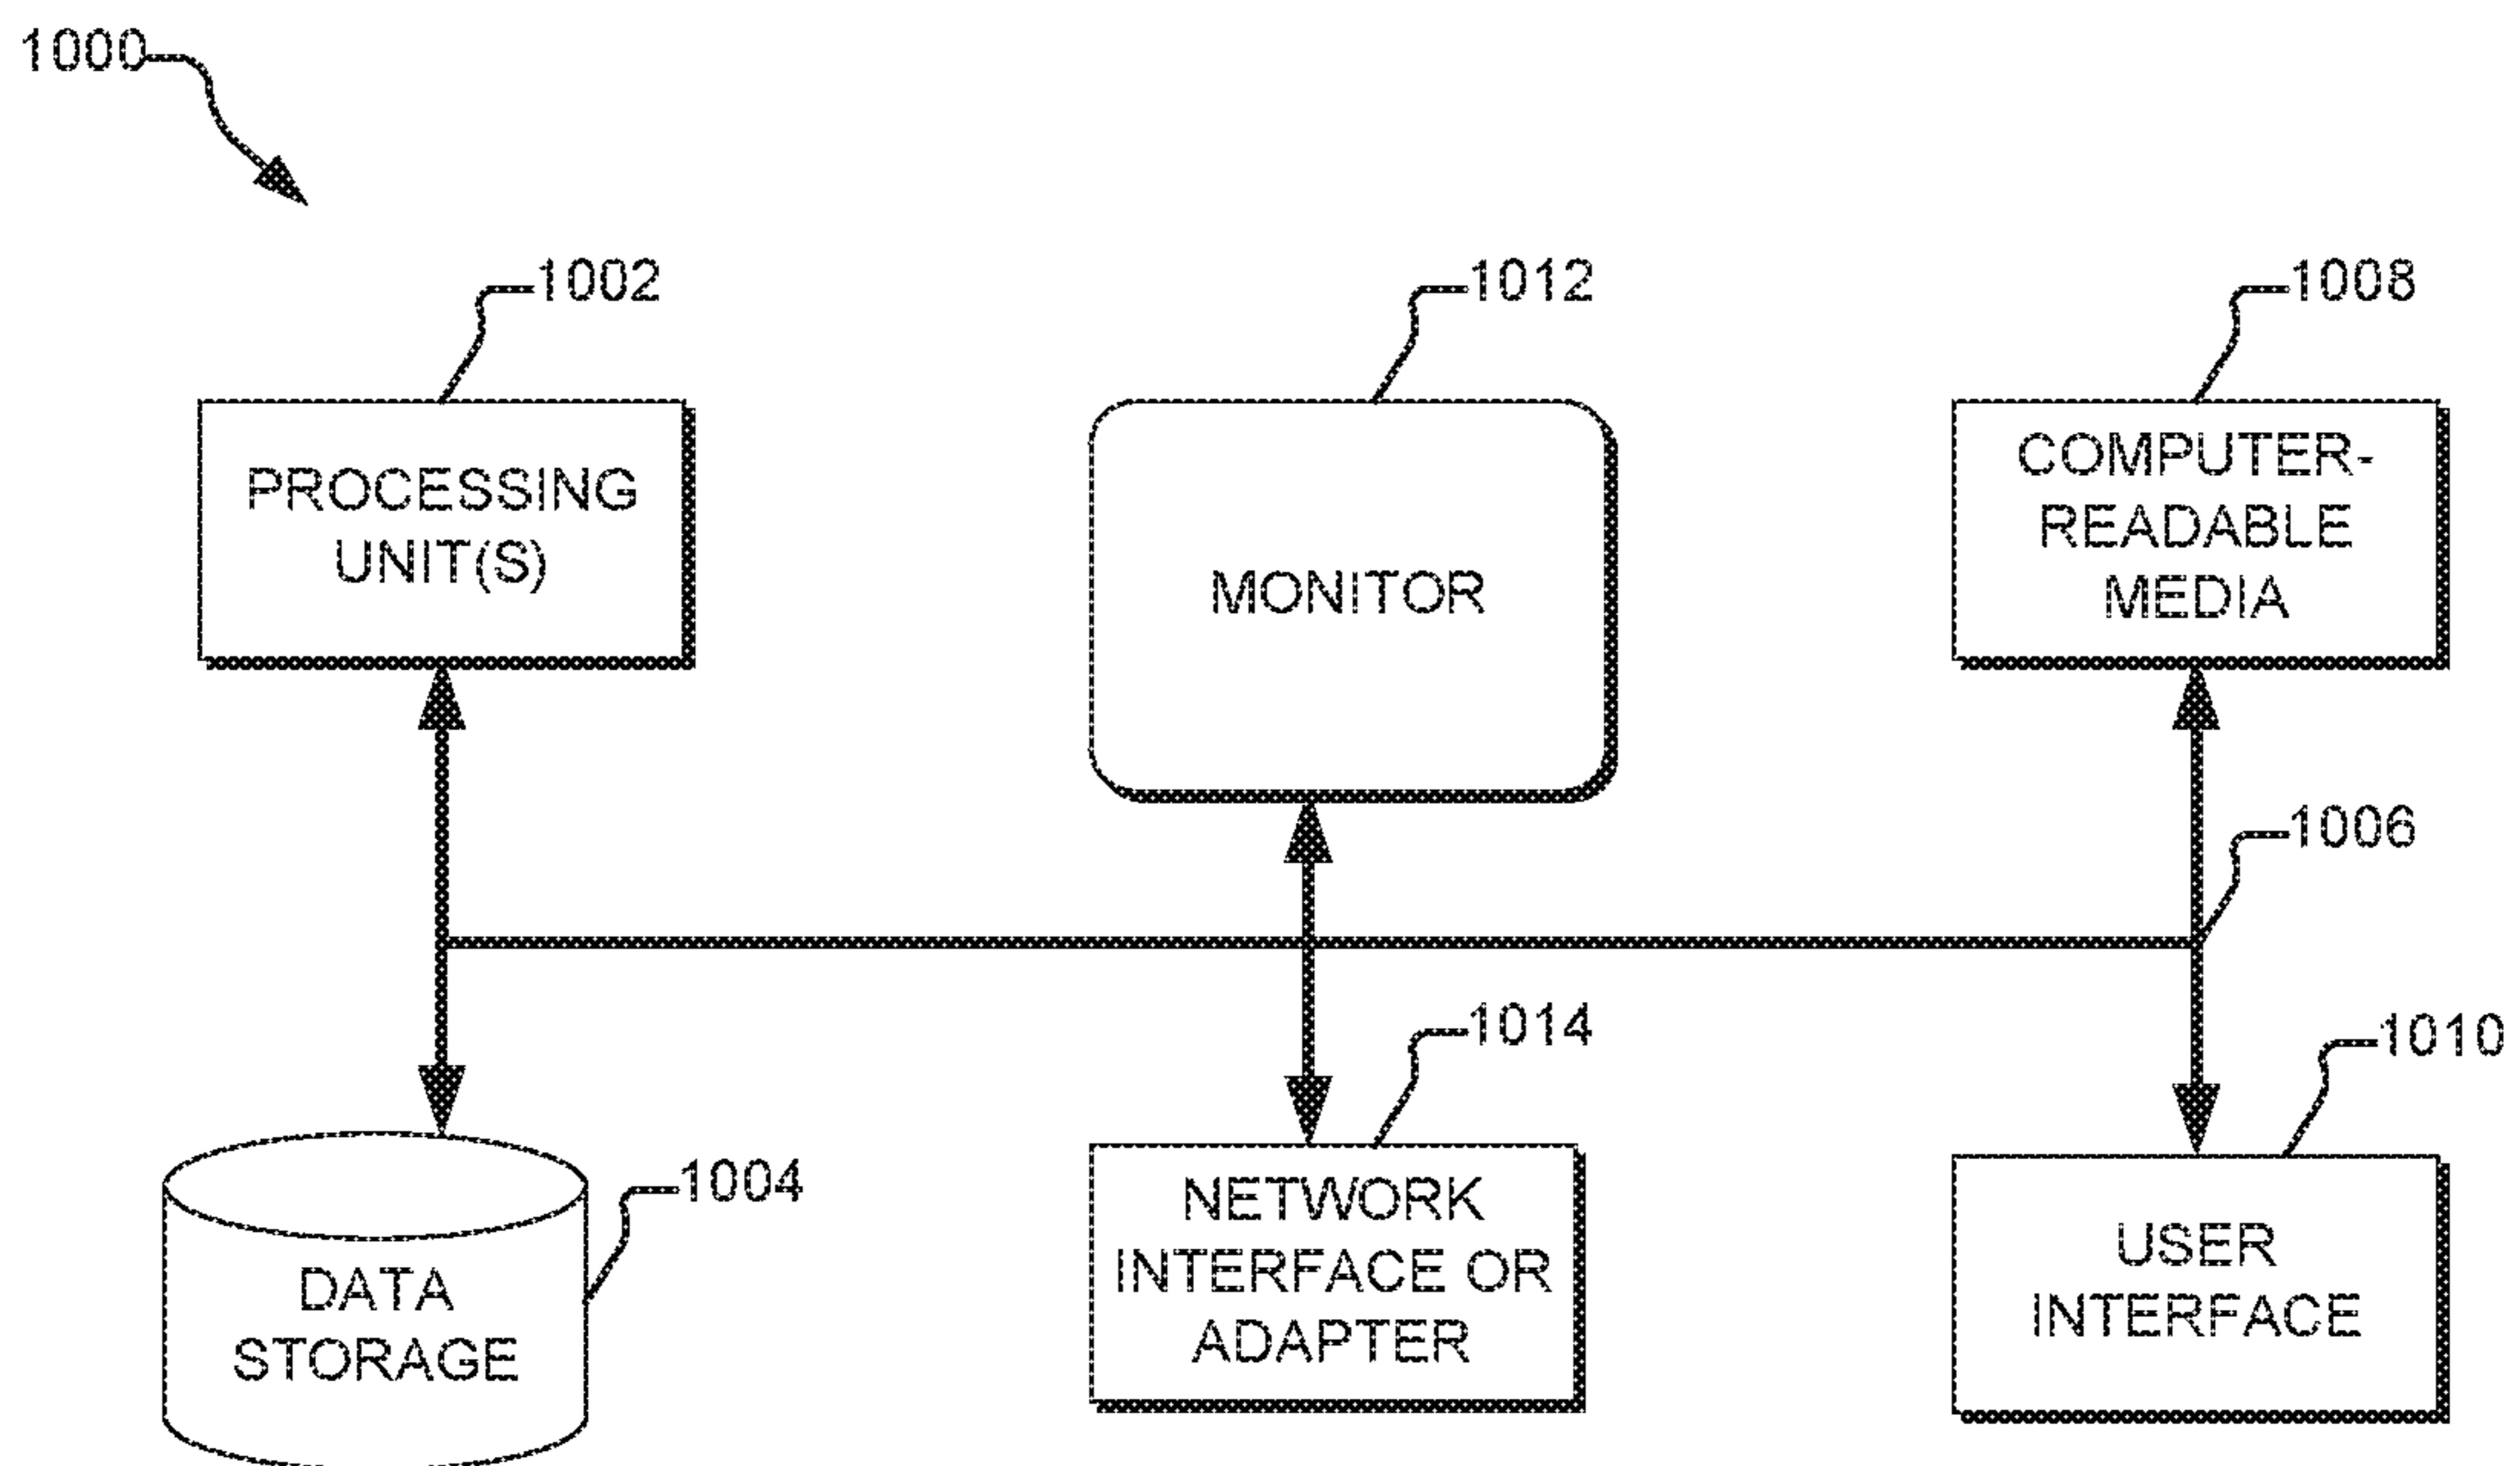 1000
1002
1012
1008
PROCESSING
UNIT(S)
MONITOR
COMPUTER-
READABLE
MEDIA
1006
1014
1010
1004
DATA
STORAGE
NETWORK
INTERFACE OR
ADAPTER
USER
INTERFACE